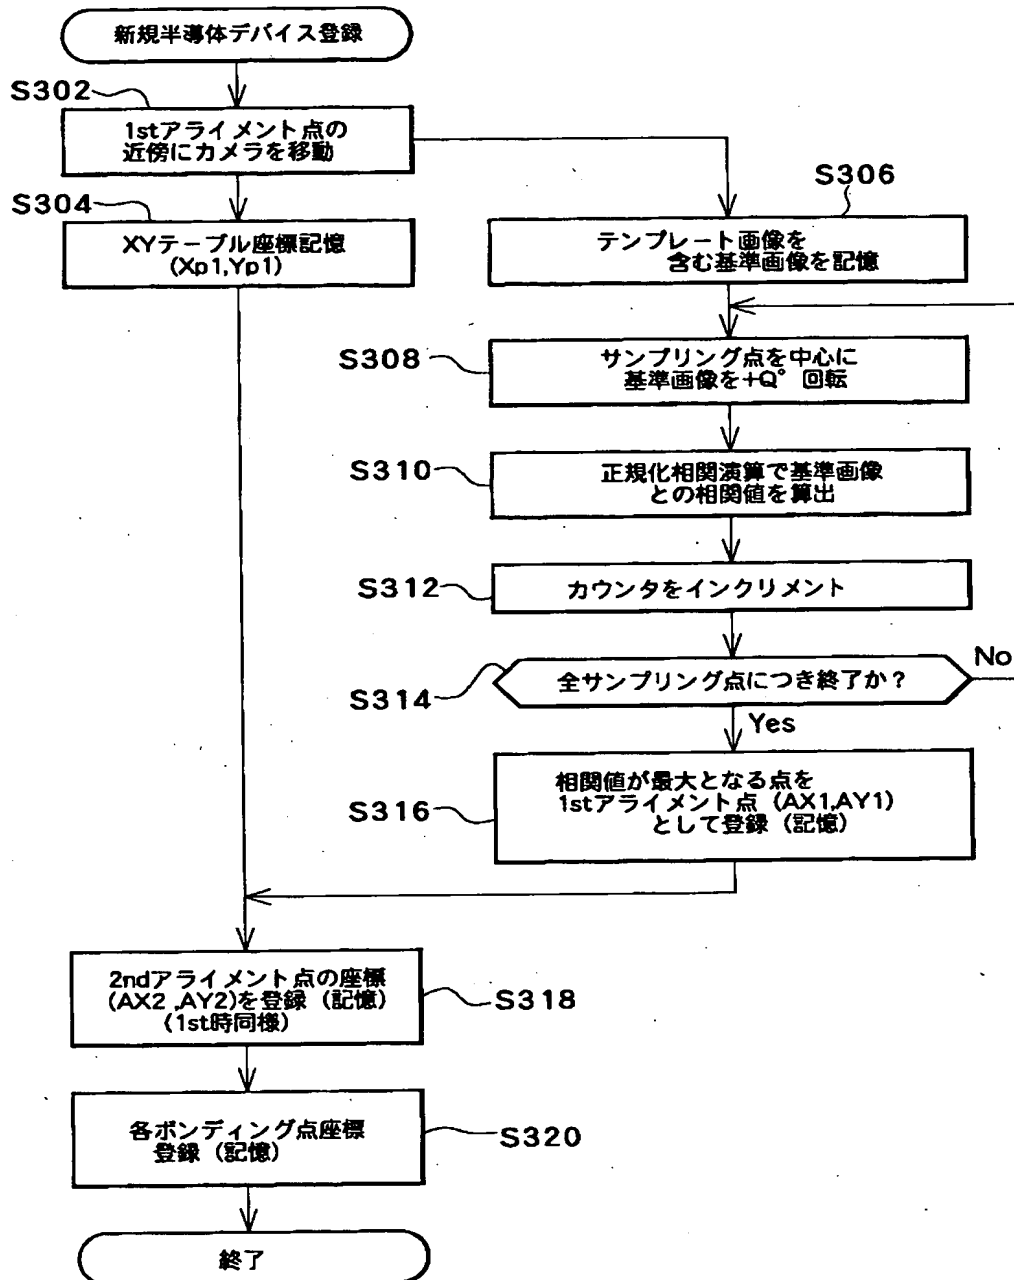 新規半導体デバイス登録
S302
1stアライメント点の
近傍にカメラを移動
S304
XYテーブル座標記憶
(Xp1,Yp1)
S306
テンプレート画像を
含む基準画像を記憶
S308
サンプリング点を中心に
基準画像を+Q° 回転
S310
正規化相関演算で基準画像
との相関値を算出
S312
カウンタをインクリメント
S314
全サンプリング点につき終了か?
No
Yes
S316
相関値が最大となる点を
1stアライメント点 (AX1,AY1)
として登録 (記憶)
2ndアライメント点の座標
(AX2 ,AY2)を登録 (記憶)
(1st時同様)
S318
各ボンディング点座標
登録 (記憶)
S320
終了